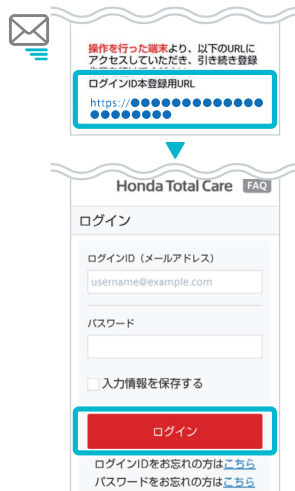 操作を行った端末より、以下のURLに
アクセスしていただき、引き続き登録
ログインID本登録用URL
https://●●●●●●●●●●●●●
●●●●●●●●
Honda Total Care FAQ
ログイン
ログインID（メールアドレス）
username@example.com
パスワード
入力情報を保存する
ログイン
ログインIDをお忘れの方はこちら
パスワードをお忘れの方はこちら